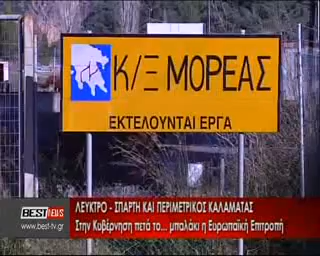 Κ/Ξ ΜΟΡΕΑΣ
ΕΚΤΕΛΟΥΝΤΑΙ ΕΡΓΑ
BEST NEWS
www.best-tv.gr
ΛΕΥΚΤΡΟ - ΣΠΑΡΤΗ ΚΑΙ ΠΕΡΙΜΕΤΡΙΚΟΣ ΚΑΛΑΜΑΤΑΣ
Στην Κυβέρνηση πετά το... μπαλάκι η Ευρωπαϊκή Επιτροπή